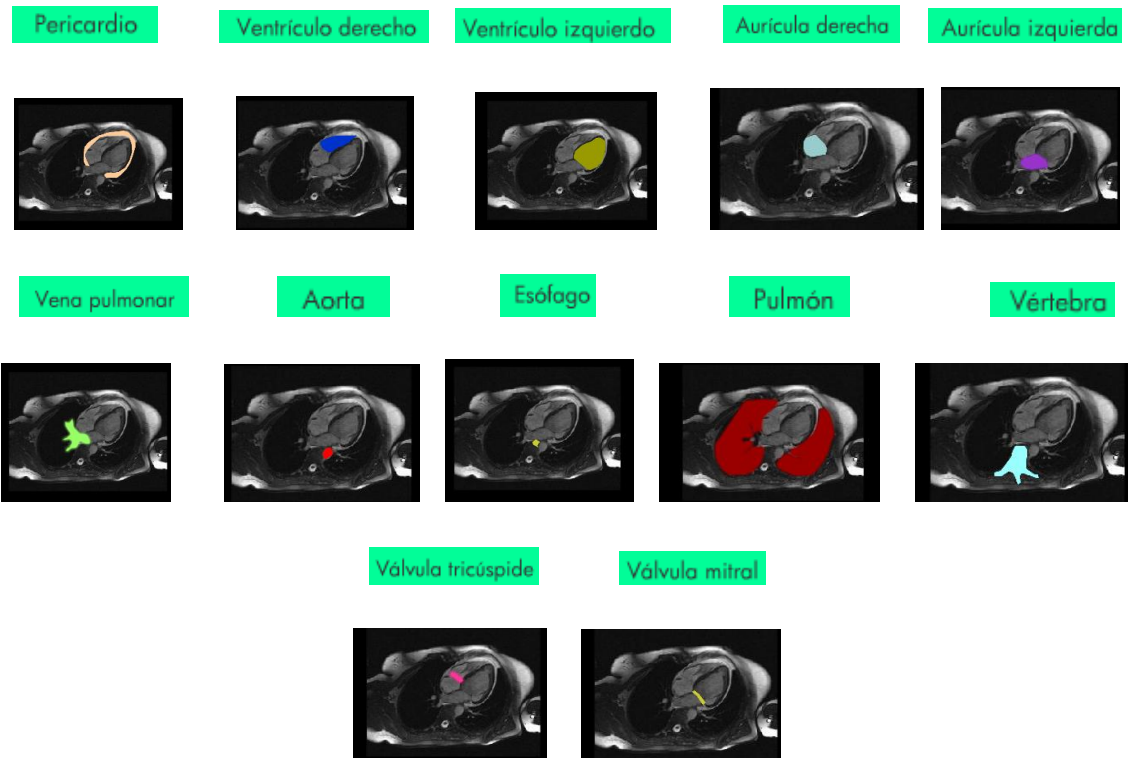 Pericardio
Ventrículo derecho
Ventrículo izquierdo
Aurícula derecha
Aurícula izquierda
Vena pulmonar
Aorta
Esófago
Pulmón
Vértebra
Válvula tricúspide
Válvula mitral